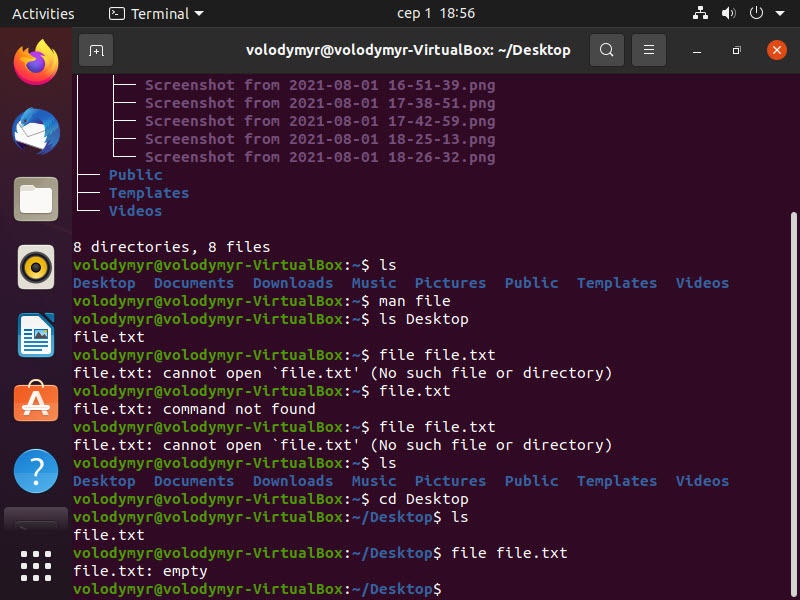 Activities Terminal сер 1 18:56
volodymyr@volodymyr-VirtualBox: ~/Desktop
Screenshot from 2021-08-01 16-51-39.png
Screenshot from 2021-08-01 17-38-51.png
Screenshot from 2021-08-01 17-42-59.png
Screenshot from 2021-08-01 18-25-13.png
Screenshot from 2021-08-01 18-26-32.png
Public
Templates
Videos
8 directories, 8 files
volodymyr@volodymyr-VirtualBox:~$ ls
Desktop Documents Downloads Music Pictures Public Templates Videos
volodymyr@volodymyr-VirtualBox:~$ man file
volodymyr@volodymyr-VirtualBox:~$ ls Desktop
file.txt
volodymyr@volodymyr-VirtualBox:~$ file file.txt
file.txt: cannot open `file.txt' (No such file or directory)
volodymyr@volodymyr-VirtualBox:~$ file.txt
file.txt: command not found
volodymyr@volodymyr-VirtualBox:~$ file file.txt
file.txt: cannot open `file.txt' (No such file or directory)
volodymyr@volodymyr-VirtualBox:~$ ls
Desktop Documents Downloads Music Pictures Public Templates Videos
volodymyr@volodymyr-VirtualBox:~$ cd Desktop
volodymyr@volodymyr-VirtualBox:~/Desktop$ ls
file.txt
volodymyr@volodymyr-VirtualBox:~/Desktop$ file file.txt
file.txt: empty
volodymyr@volodymyr-VirtualBox:~/Desktop$